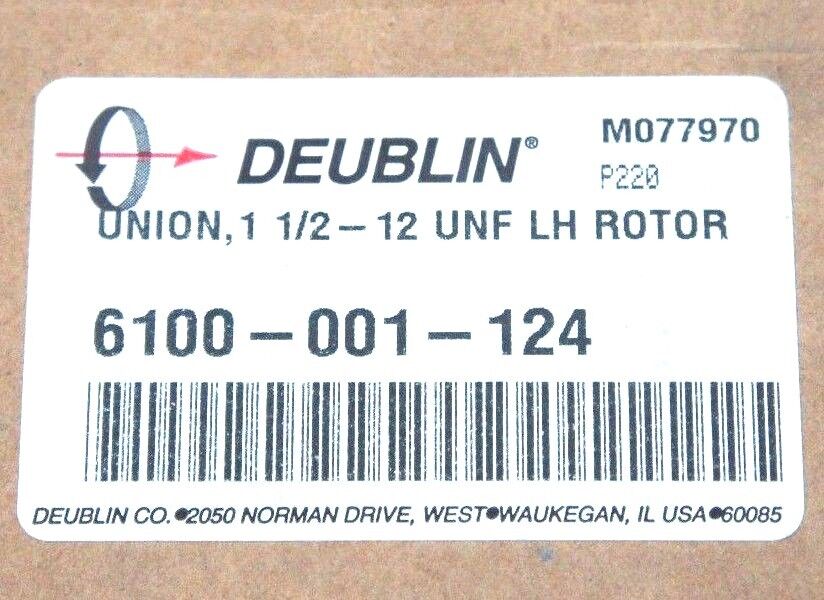 DEUBLIN®
M077970
P220
UNION,1 1/2-12 UNF LH ROTOR
6100-001-124
DEUBLIN CO.•2050 NORMAN DRIVE, WEST•WAUKEGAN, IL USA•60085